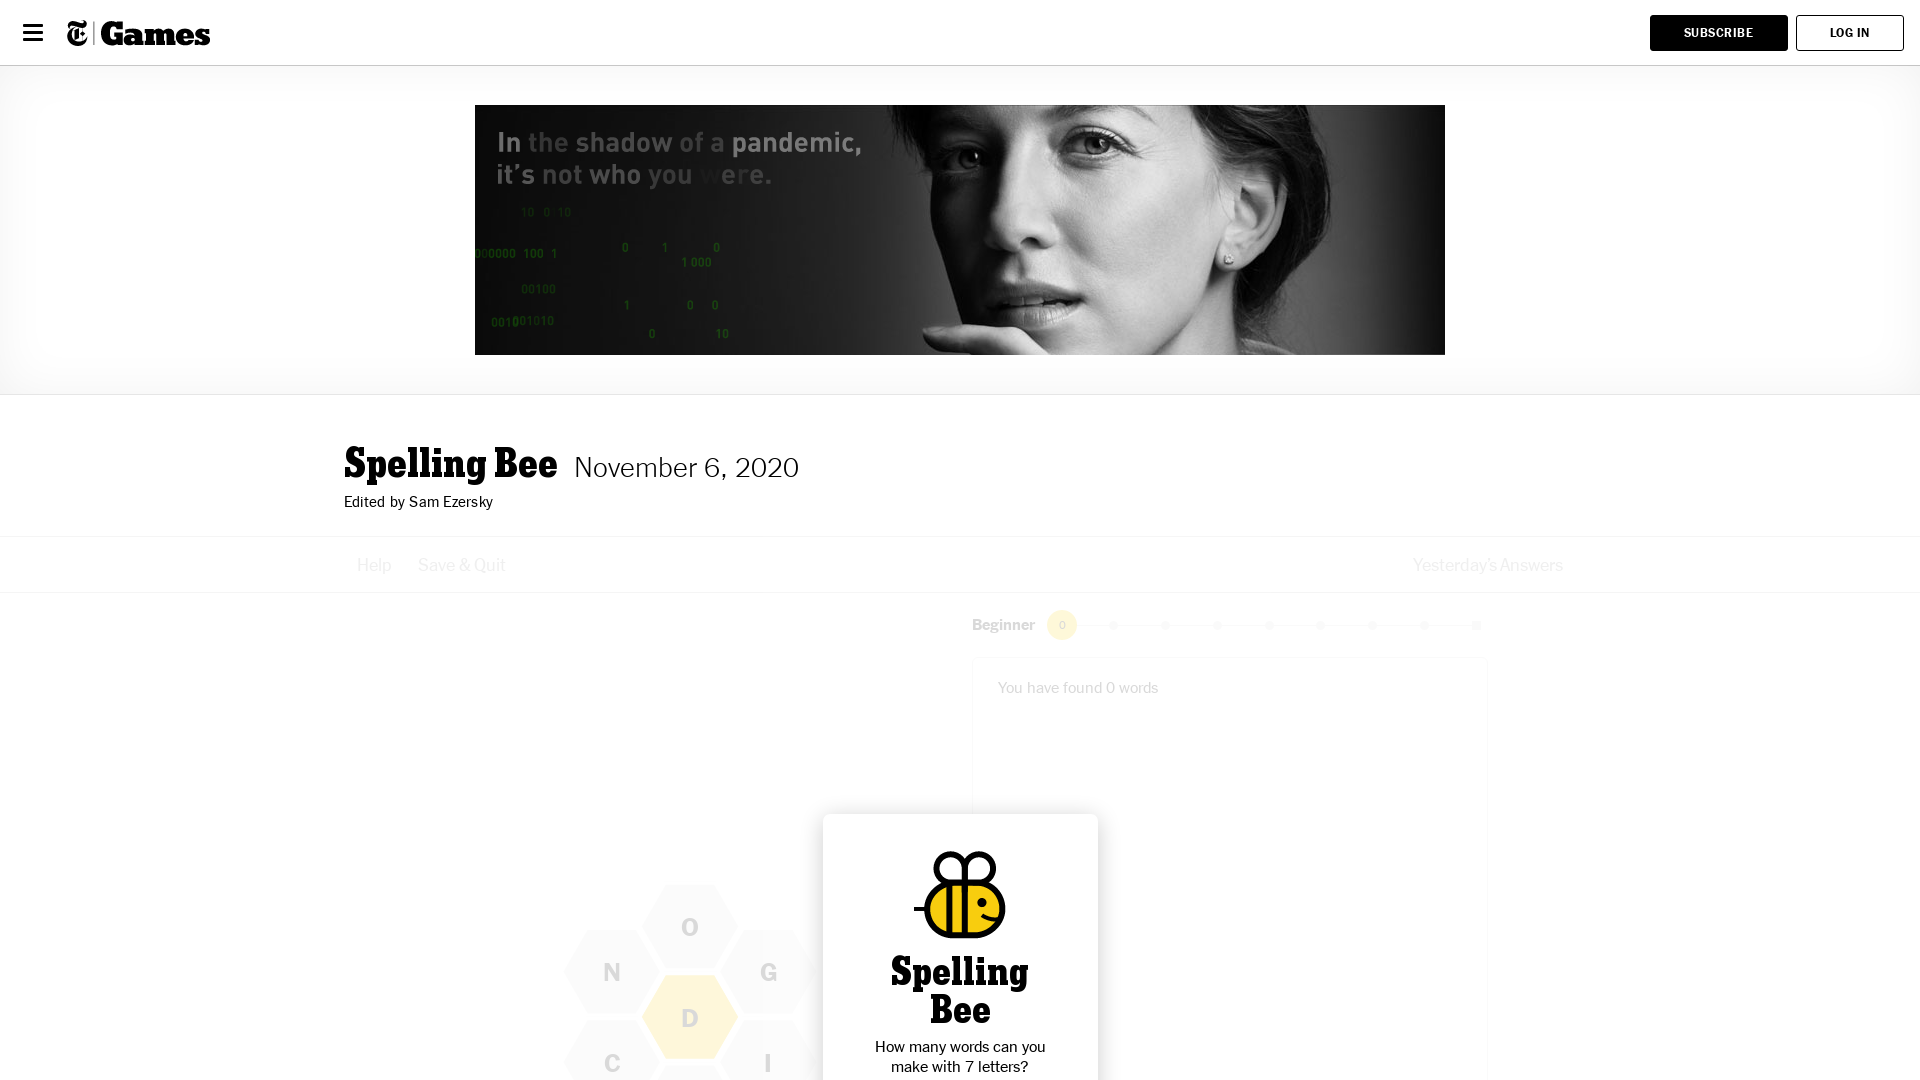 Games
SUBSCRIBE
LOG IN
In the shadow of a pandemic,
it's not who you were.
10 0 10
000000 100 1
0 1 0
1 000
00100
1 0 0
0010
001010
0 10
Spelling Bee November 6, 2020
Edited by Sam Ezersky
Help Save & Quit Yesterday's Answers
Beginner 0
You have found 0 words
O
N G
D
C I
Spelling
Bee
How many words can you
make with 7 letters?